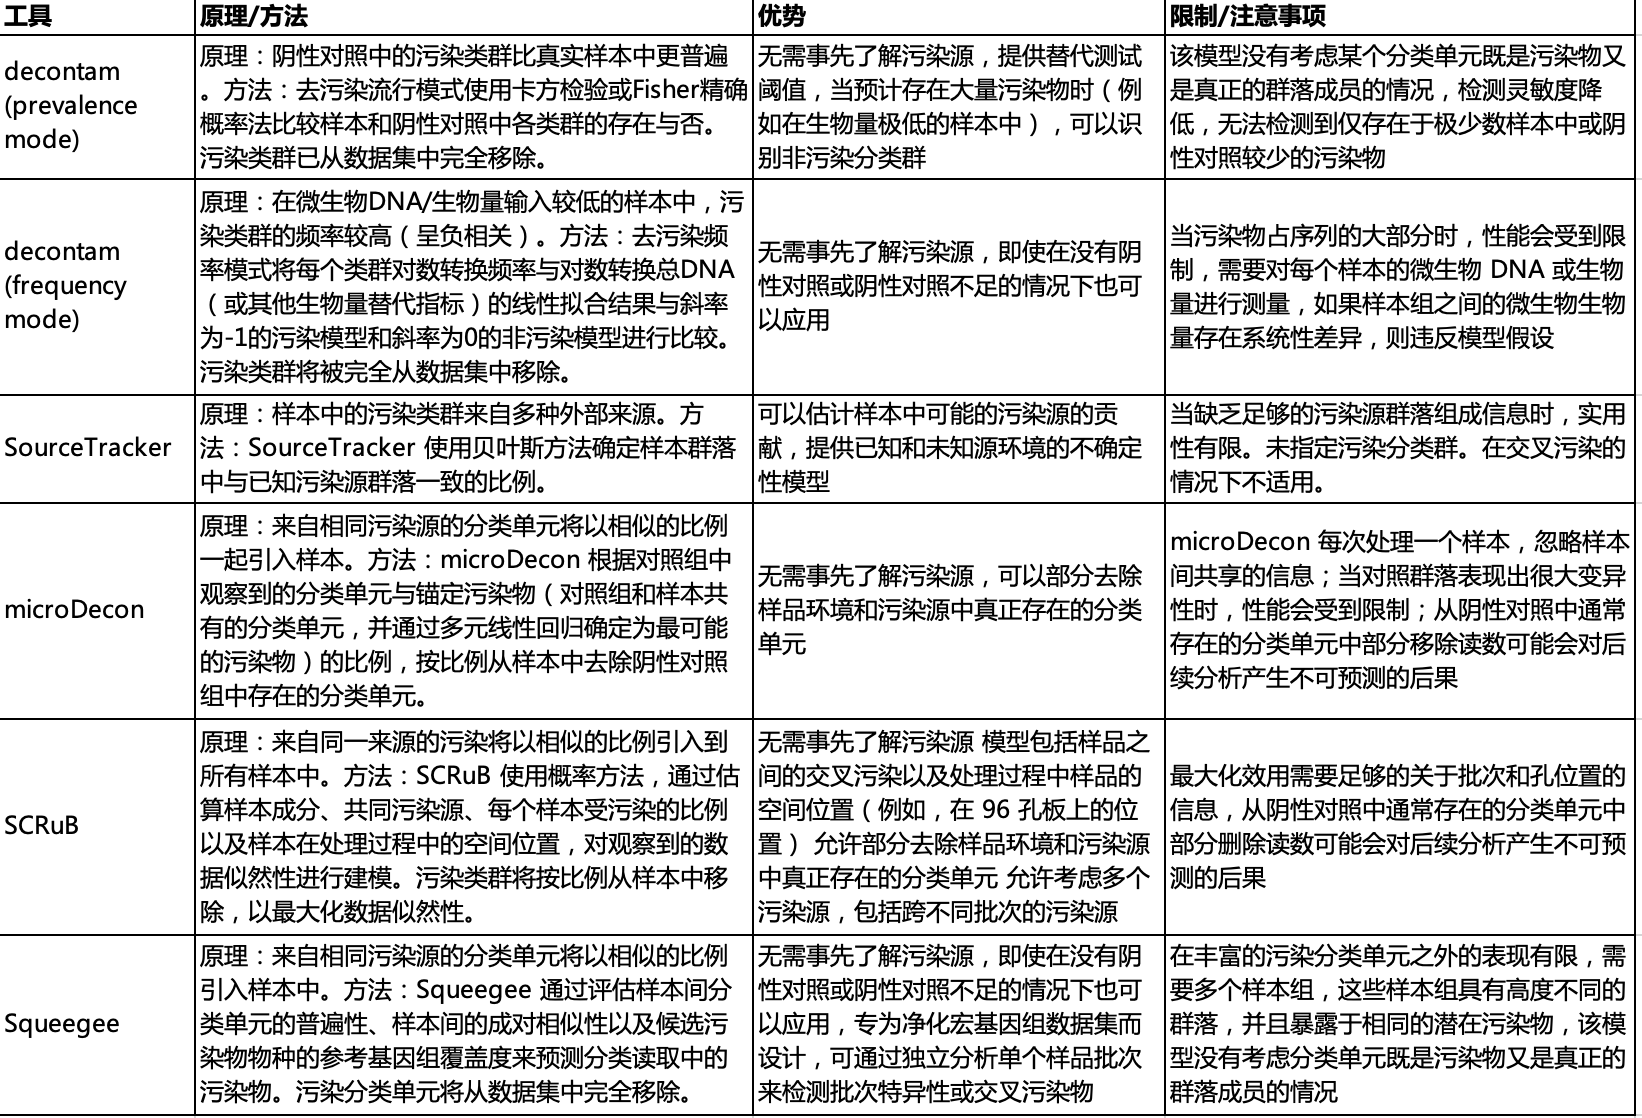 工具
原理/方法
优势
限制/注意事项
decontam
(prevalence
mode)
原理：阴性对照中的污染类群比真实样本中更普遍
。方法：去污染流行模式使用卡方检验或Fisher精确
概率法比较样本和阴性对照中各类群的存在与否。
污染类群已从数据集中完全移除。
无需事先了解污染源，提供替代测试
阈值，当预计存在大量污染物时（例
如在生物量极低的样本中），可以识
别非污染分类群
该模型没有考虑某个分类单元既是污染物又
是真正的群落成员的情况，检测灵敏度降
低，无法检测到仅存在于极少数样本中或阴
性对照较少的污染物
decontam
(frequency
mode)
原理：在微生物DNA/生物量输入较低的样本中，污
染类群的频率较高（呈负相关）。方法：去污染频
率模式将每个类群对数转换频率与对数转换总DNA
（或其他生物量替代指标）的线性拟合结果与斜率
为-1的污染模型和斜率为0的非污染模型进行比较。
污染类群将被完全从数据集中移除。
无需事先了解污染源，即使在没有阴
性对照或阴性对照不足的情况下也可
以应用
当污染物占序列的大部分时，性能会受到限
制，需要对每个样本的微生物 DNA 或生物
量进行测量，如果样本组之间的微生物生物
量存在系统性差异，则违反模型假设
SourceTracker
原理：样本中的污染类群来自多种外部来源。方
法：SourceTracker 使用贝叶斯方法确定样本群落
中与已知污染源群落一致的比例。
可以估计样本中可能的污染源的贡
献，提供已知和未知源环境的不确定
性模型
当缺乏足够的污染源群落组成信息时，实用
性有限。未指定污染分类群。在交叉污染的
情况下不适用。
microDecon
原理：来自相同污染源的分类单元将以相似的比例
一起引入样本。方法：microDecon 根据对照组中
观察到的分类单元与锚定污染物（对照组和样本共
有的分类单元，并通过多元线性回归确定为最可能
的污染物）的比例，按比例从样本中去除阴性对照
组中存在的分类单元。
无需事先了解污染源，可以部分去除
样品环境和污染源中真正存在的分类
单元
microDecon 每次处理一个样本，忽略样本
间共享的信息；当对照群落表现出很大变异
性时，性能会受到限制；从阴性对照中通常
存在的分类单元中部分移除读数可能会对后
续分析产生不可预测的后果
SCRuB
原理：来自同一来源的污染将以相似的比例引入到
所有样本中。方法：SCRuB 使用概率方法，通过估
算样本成分、共同污染源、每个样本受污染的比例
以及样本在处理过程中的空间位置，对观察到的数
据似然性进行建模。污染类群将按比例从样本中移
除，以最大化数据似然性。
无需事先了解污染源 模型包括样品之
间的交叉污染以及处理过程中样品的
空间位置（例如，在 96 孔板上的位
置） 允许部分去除样品环境和污染源
中真正存在的分类单元 允许考虑多个
污染源，包括跨不同批次的污染源
最大化效用需要足够的关于批次和孔位置的
信息，从阴性对照中通常存在的分类单元中
部分删除读数可能会对后续分析产生不可预
测的后果
Squeegee
原理：来自相同污染源的分类单元将以相似的比例
引入样本中。方法：Squeegee 通过评估样本间分
类单元的普遍性、样本间的成对相似性以及候选污
染物物种的参考基因组覆盖度来预测分类读取中的
污染物。污染分类单元将从数据集中完全移除。
无需事先了解污染源，即使在没有阴
性对照或阴性对照不足的情况下也可
以应用，专为净化宏基因组数据集而
设计，可通过独立分析单个样品批次
来检测批次特异性或交叉污染物
在丰富的污染分类单元之外的表现有限，需
要多个样本组，这些样本组具有高度不同的
群落，并且暴露于相同的潜在污染物，该模
型没有考虑分类单元既是污染物又是真正的
群落成员的情况